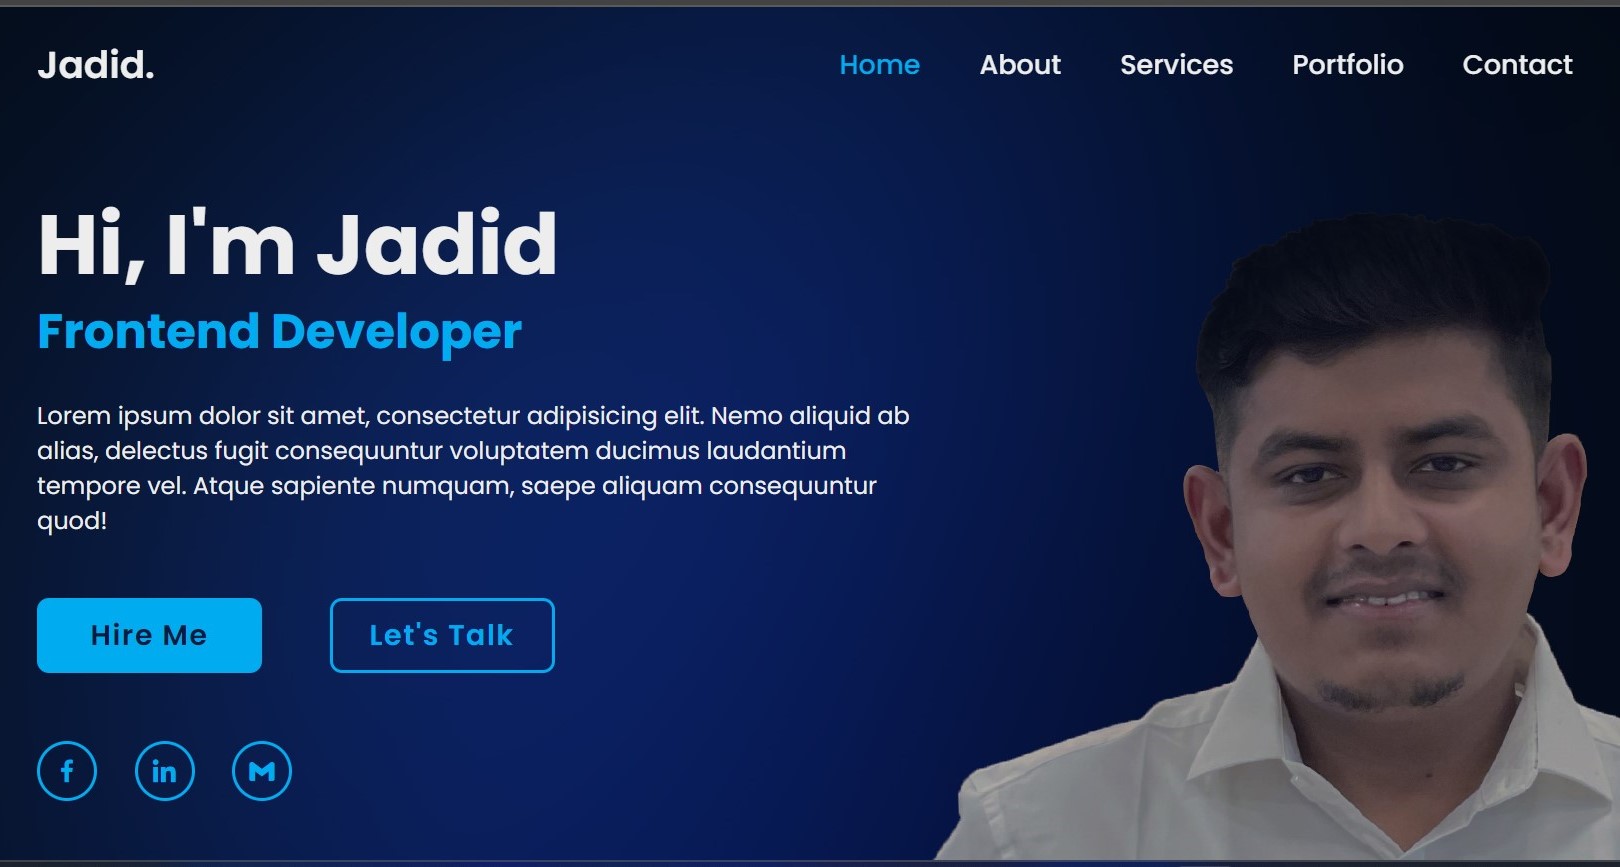 Jadid.
Home About Services Portfolio Contact
Hi, I'm Jadid
Frontend Developer
Lorem ipsum dolor sit amet, consectetur adipisicing elit. Nemo aliquid ab
alias, delectus fugit consequuntur voluptatem ducimus laudantium
tempore vel. Atque sapiente numquam, saepe aliquam consequuntur
quod!
Hire Me
Let's Talk